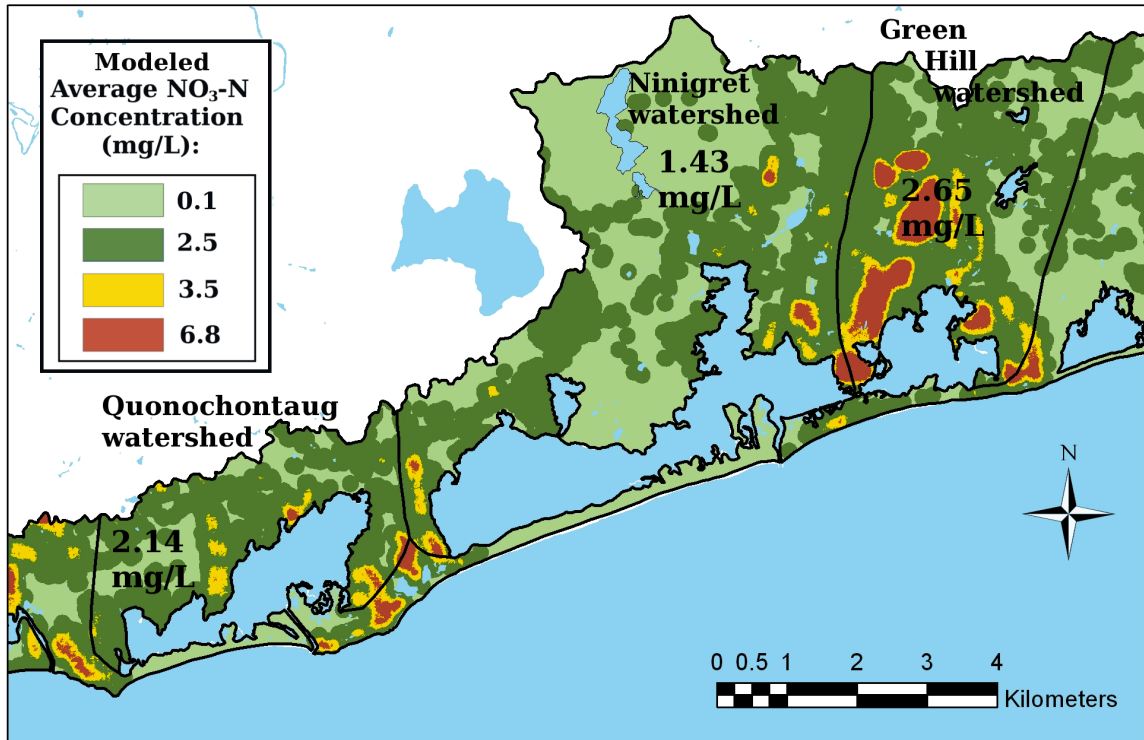 Modeled
Average NO₃-N
Concentration
(mg/L):
0.1
2.5
3.5
6.8
Green
Hill
watershed
Ninigret
watershed
1.43
mg/L
2.65
mg/L
Quonochontaug
watershed
2.14
mg/L
N
0 0.5 1 2 3 4
Kilometers